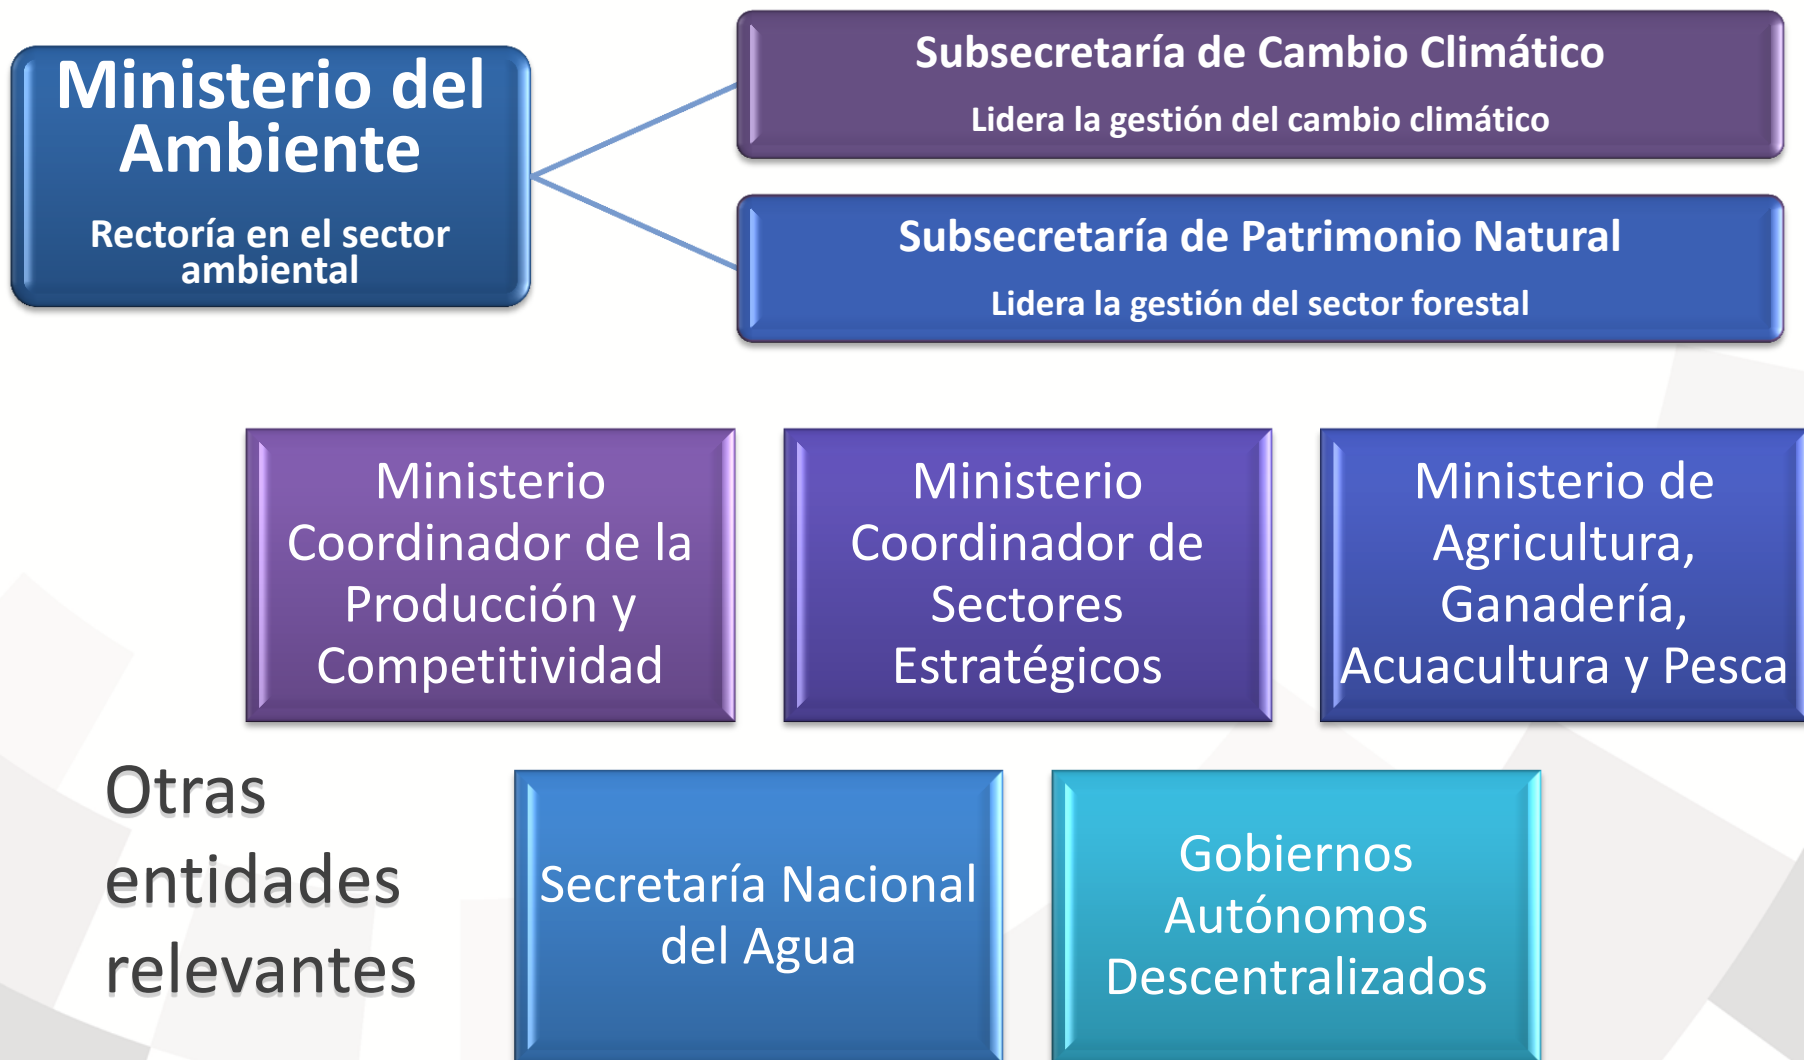 Ministerio del
Ambiente
Rectoría en el sector
ambiental
Subsecretaría de Cambio Climático
Lidera la gestión del cambio climático
Subsecretaría de Patrimonio Natural
Lidera la gestión del sector forestal
Ministerio
Coordinador de la
Producción y
Competitividad
Ministerio
Coordinador de
Sectores
Estratégicos
Ministerio de
Agricultura,
Ganadería,
Acuacultura y Pesca
Otras
entidades
relevantes
Secretaría Nacional
del Agua
Gobiernos
Autónomos
Descentralizados